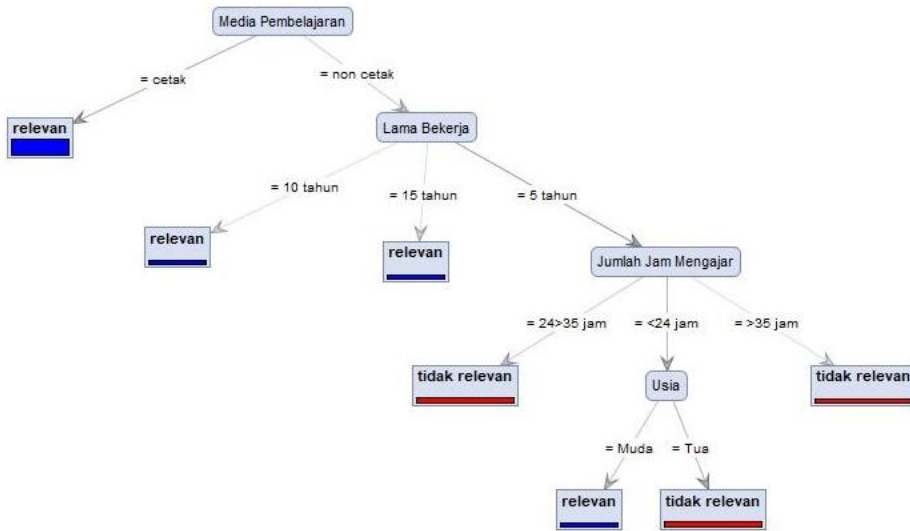 Media Pembelajaran
= cetak
= non cetak
relevan
Lama Bekerja
= 10 tahun
= 15 tahun
= 5 tahun
relevan
relevan
Jumlah Jam Mengajar
= 24>35 jam
= <24 jam
= >35 jam
tidak relevan
Usia
tidak relevan
= Muda
= Tua
relevan
tidak relevan